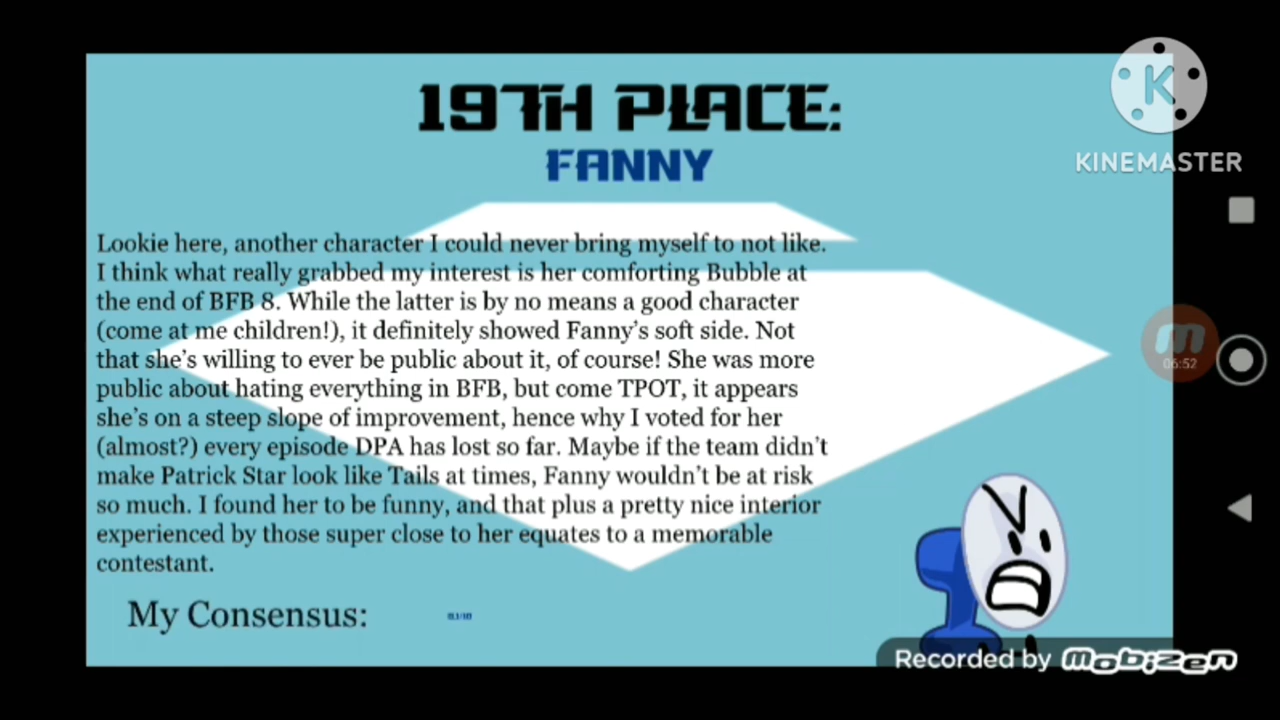 19TH PLACE:
FANNY
K
KINEMASTER
Lookie here, another character I could never bring myself to not like.
I think what really grabbed my interest is her comforting Bubble at
the end of BFB 8. While the latter is by no means a good character
(come at me children!), it definitely showed Fanny's soft side. Not
that she's willing to ever be public about it, of course! She was more
public about hating everything in BFB, but come TPOT, it appears
she's on a steep slope of improvement, hence why I voted for her
(almost?) every episode DPA has lost so far. Maybe if the team didn't
make Patrick Star look like Tails at times, Fanny wouldn't be at risk
so much. I found her to be funny, and that plus a pretty nice interior
experienced by those super close to her equates to a memorable
contestant.
m
06:52
My Consensus:
Recorded by mobizen